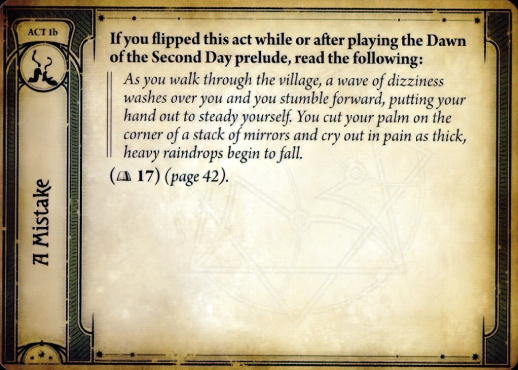 ACT 1b
A Mistake
If you flipped this act while or after playing the Dawn
of the Second Day prelude, read the following:
As you walk through the village, a wave of dizziness
washes over you and you stumble forward, putting your
hand out to steady yourself. You cut your palm on the
corner of a stack of mirrors and cry out in pain as thick,
heavy raindrops begin to fall.
( 17) (page 42).